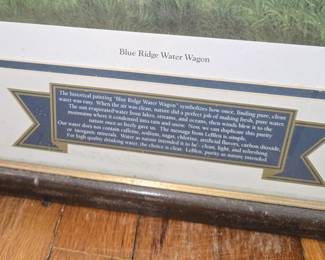 Blue Ridge Water Wagon
The historical painting "Blue Ridge Water Wagon" symbolizes how once, finding pure, clean
water was easy. When the air was clean, nature did a perfect job of making fresh, pure water.
The sun evaporated water from lakes, streams, and oceans, then winds blew it to the
mountains where it condensed into rain and snow. Now, we can duplicate this purity
nature once so freely gave us. The message from Lefflen is simple.
Our water does not contain caffeine, sodium, sugar, chlorine, artificial flavors, carbon dioxide,
or inorganic minerals. Water as nature intended it to be - clean, light, and refreshing.
For high quality drinking water, the choice is clear. Lefflen, purity as nature intended.